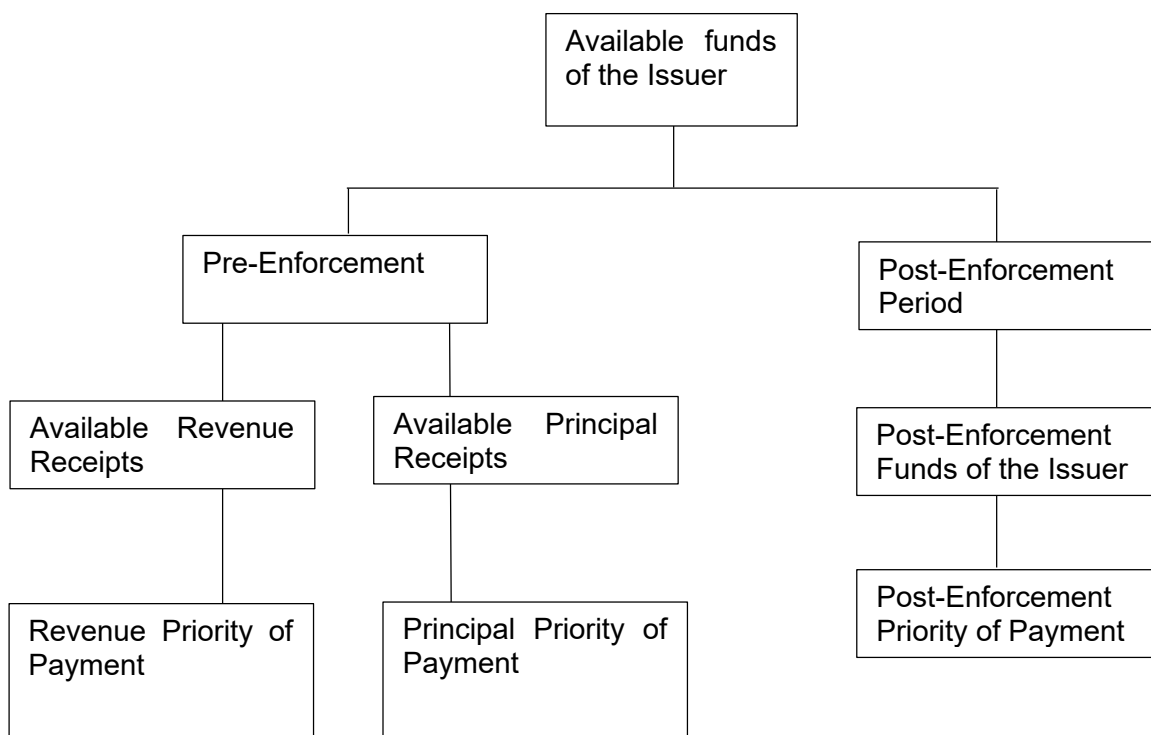 Available funds
of the Issuer
Pre-Enforcement
Post-Enforcement
Period
Available Revenue
Receipts
Available Principal
Receipts
Post-Enforcement
Funds of the Issuer
Revenue Priority of
Payment
Principal Priority of
Payment
Post-Enforcement
Priority of Payment